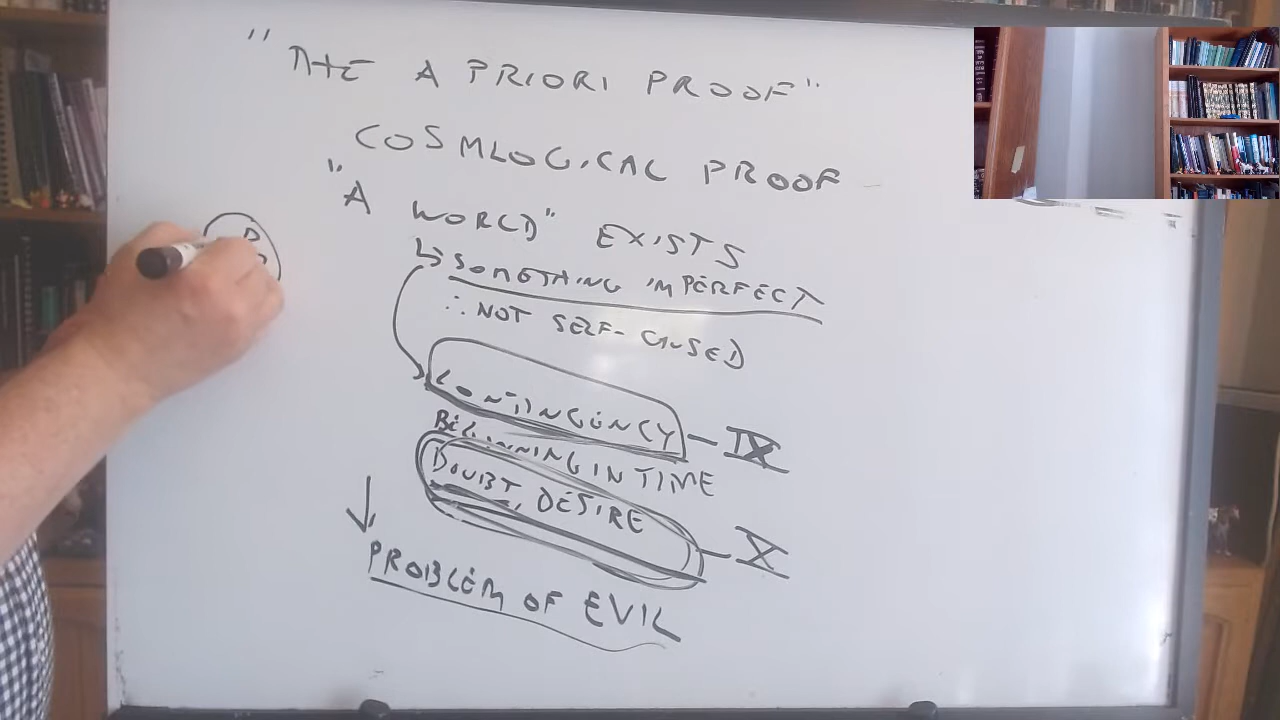 "THE A PRIORI PROOF"
COSMLOGICAL PROOF
"A WORLD" EXISTS
↳ SOMETHING IMPERFECT
∴ NOT SELF-CAUSED
CONTINGENCY — IX
BEGINNING IN TIME
DOUBT, DESIRE — X
PROBLEM OF EVIL